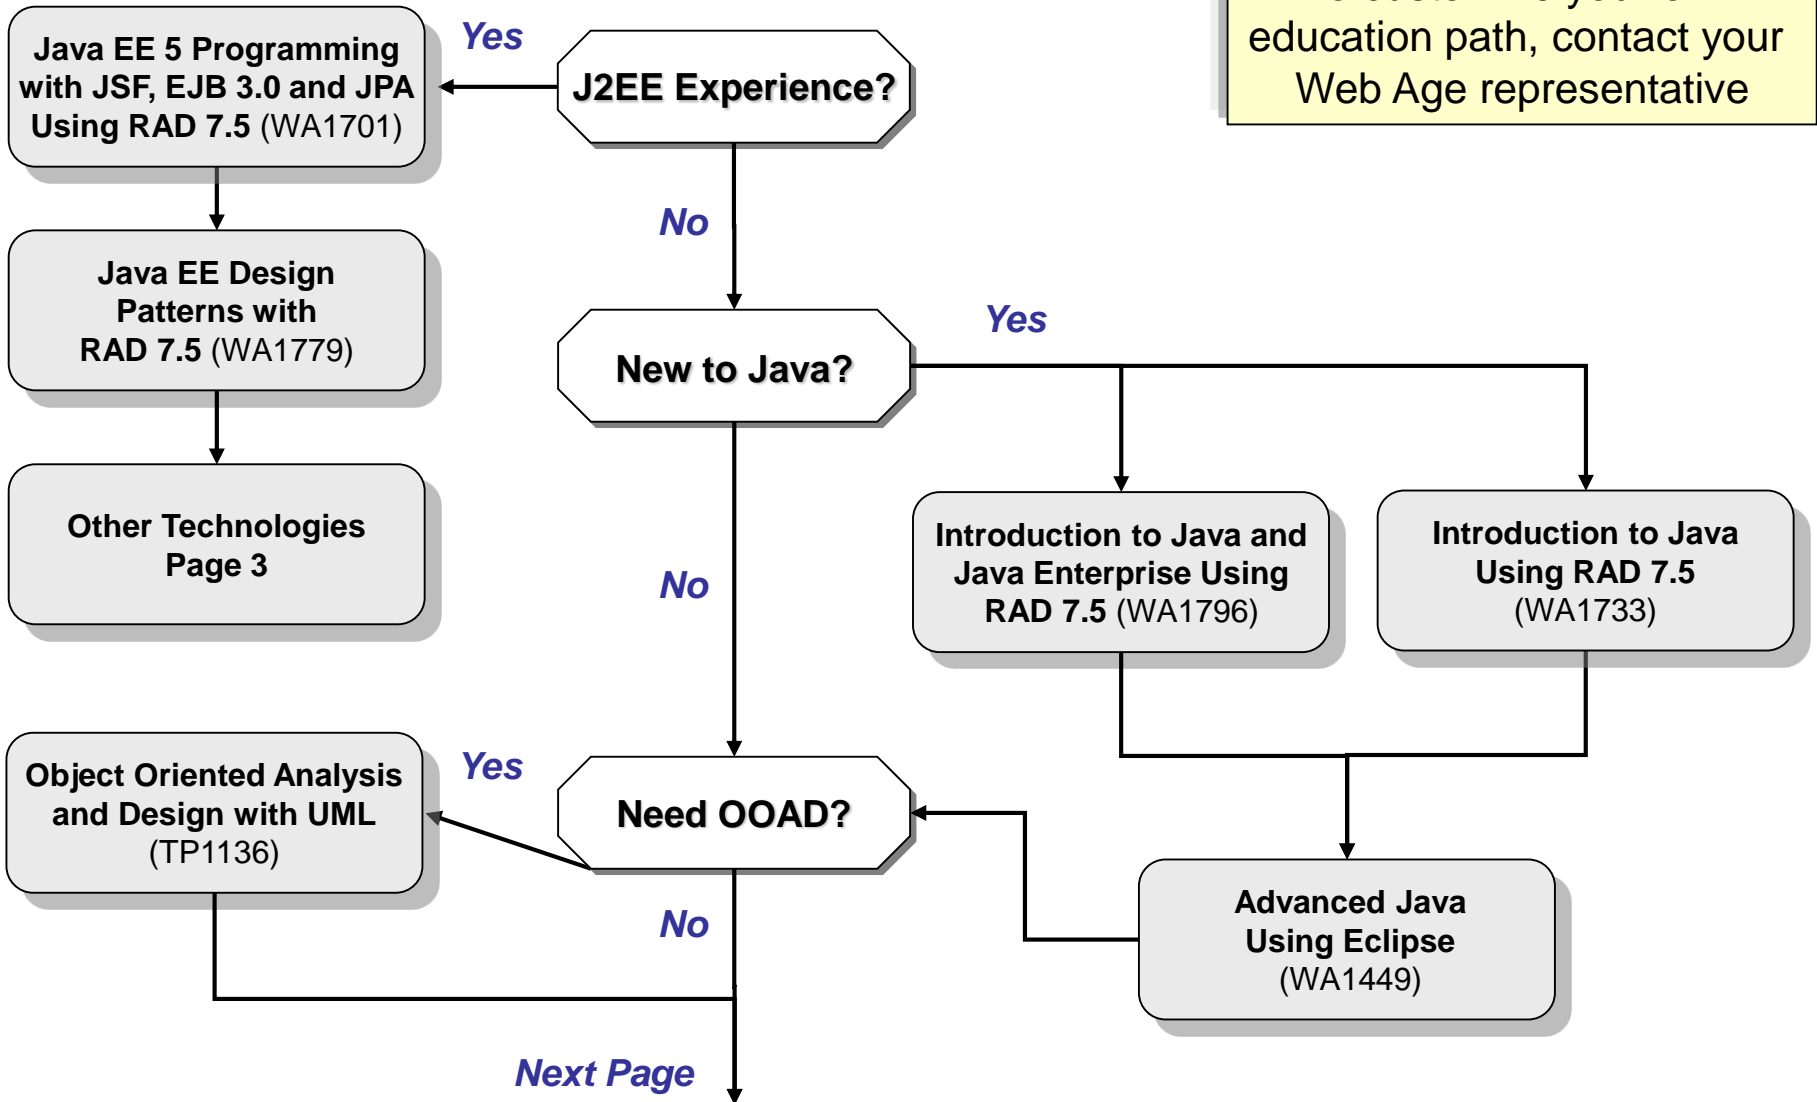 education path, contact your
Web Age representative
Java EE 5 Programming
with JSF, EJB 3.0 and JPA
Using RAD 7.5 (WA1701)
Yes
J2EE Experience?
No
Java EE Design
Patterns with
RAD 7.5 (WA1779)
New to Java?
Yes
Other Technologies
Page 3
No
Introduction to Java and
Java Enterprise Using
RAD 7.5 (WA1796)
Introduction to Java
Using RAD 7.5
(WA1733)
Object Oriented Analysis
and Design with UML
(TP1136)
Yes
Need OOAD?
No
Advanced Java
Using Eclipse
(WA1449)
Next Page